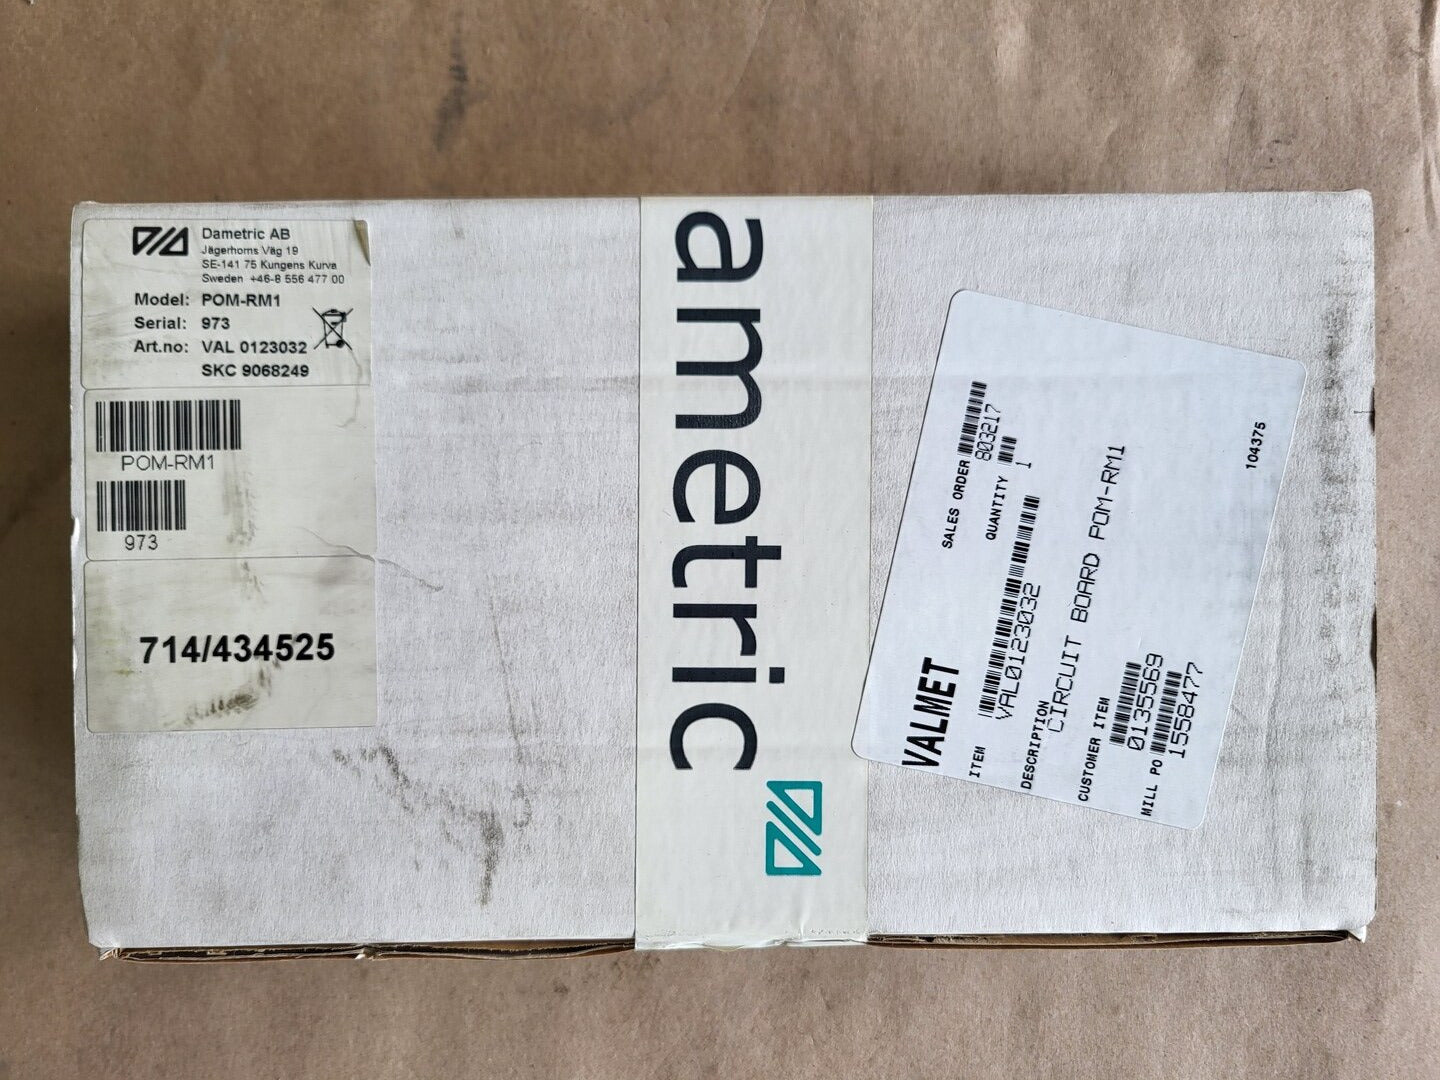 Dametric AB
Jägerhorns Väg 19
SE-141 75 Kungens Kurva
Sweden +46-8 556 477 00
Model: POM-RM1
Serial: 973
Art.no: VAL 0123032
SKC 9068249
POM-RM1
973
714/434525
ametric
VALMET
SALES ORDER
803217
ITEM
VAL0123032
QUANTITY
1
DESCRIPTION
CIRCUIT BOARD POM-RM1
CUSTOMER ITEM
0135569
MILL PO
1558477
104375